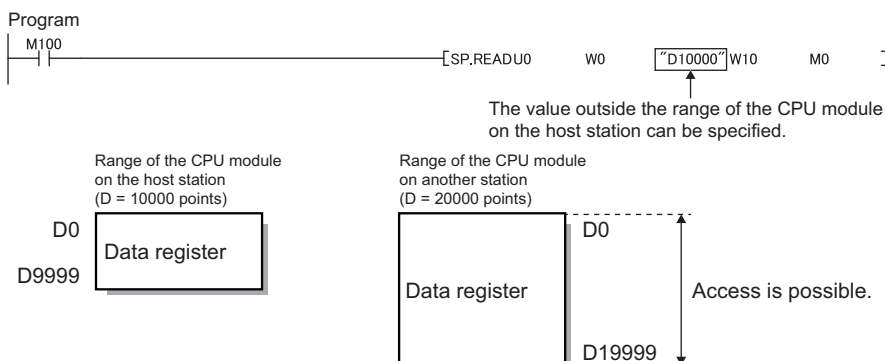 Program
M100
[SP.READ U0 W0 "D10000" W10 M0 ]
The value outside the range of the CPU module
on the host station can be specified.
Range of the CPU module
on the host station
(D = 10000 points)
Range of the CPU module
on another station
(D = 20000 points)
D0
Data register
D9999
D0
Data register
Access is possible.
D19999